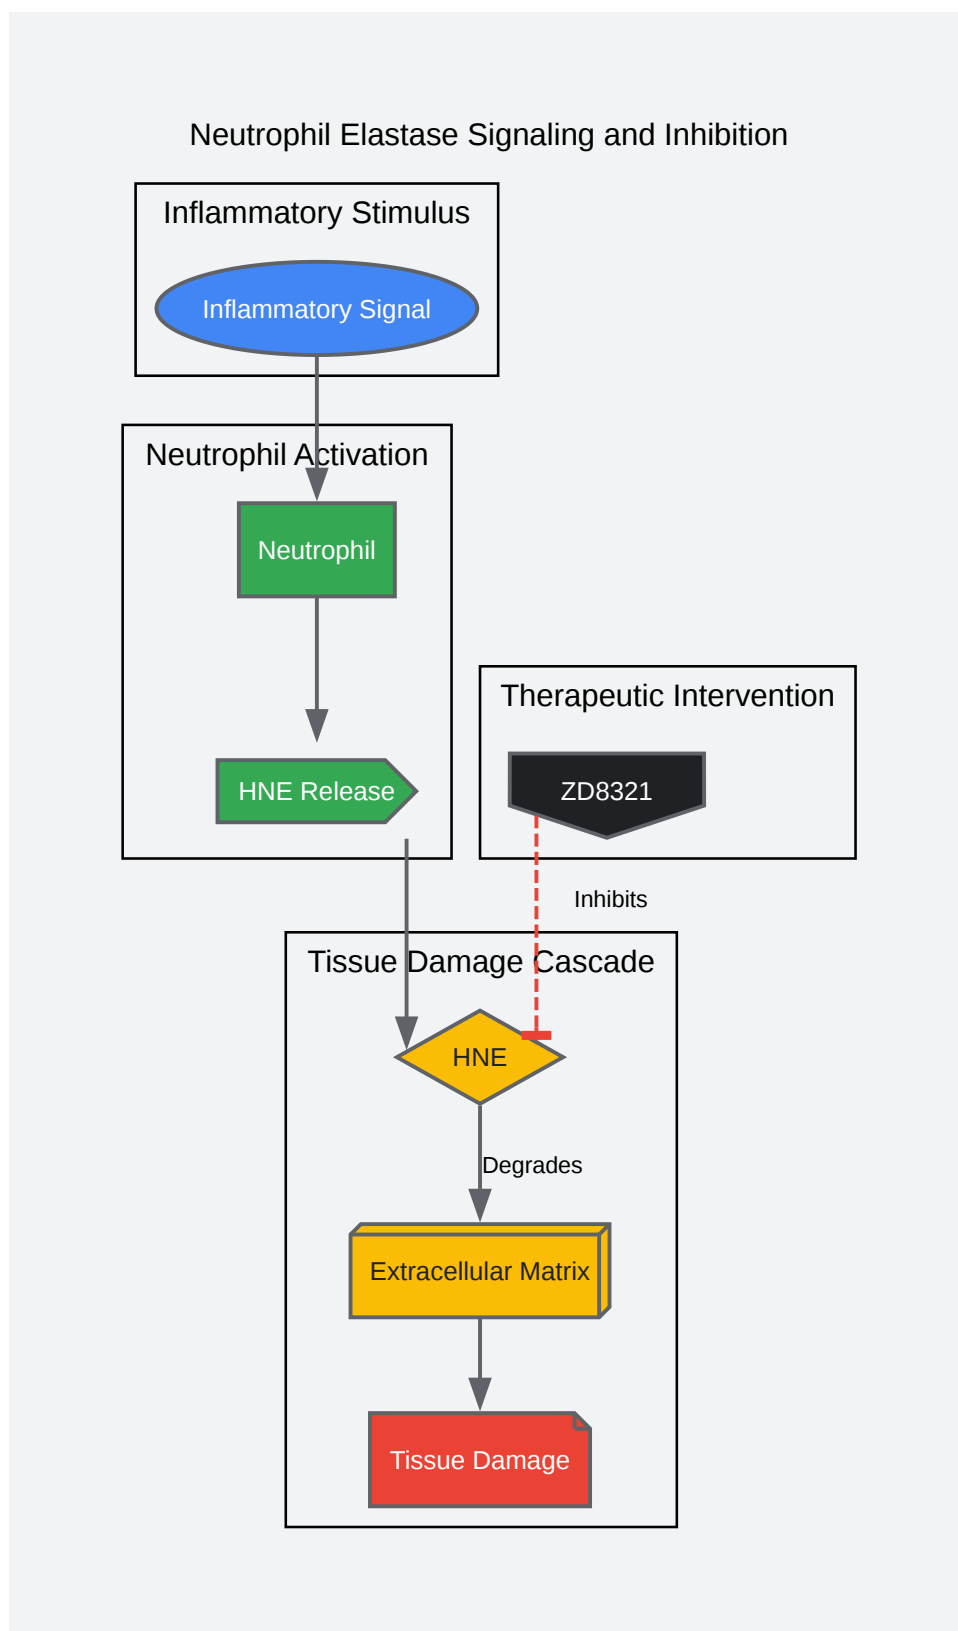 Neutrophil Elastase Signaling and Inhibition
Inflammatory Stimulus
Inflammatory Signal
Neutrophil Activation
Neutrophil
HNE Release
Therapeutic Intervention
ZD8321
Inhibits
Tissue Damage Cascade
HNE
Degrades
Extracellular Matrix
Tissue Damage